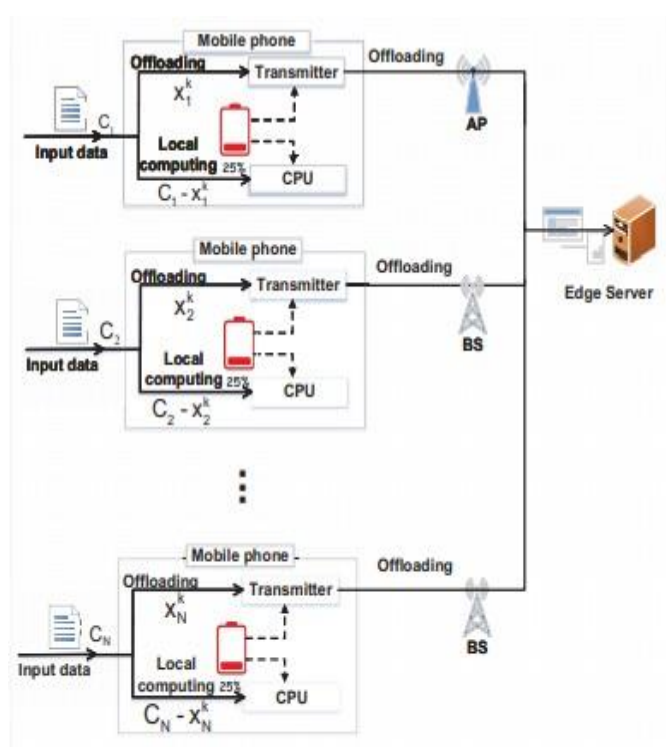 Mobile phone
Offloading
Transmitter
Offloading
C₁
x₁ᵏ
AP
Input data
Local
computing 25%
CPU
C₁ - x₁ᵏ
Mobile phone
Offloading
Transmitter
Offloading
Edge Server
C₂
x₂ᵏ
BS
Input data
Local
computing 25%
CPU
C₂ - x₂ᵏ
⋮
Mobile phone
Offloading
Transmitter
Offloading
C_N
x_Nᵏ
BS
Input data
Local
computing 25%
CPU
C_N - x_Nᵏ